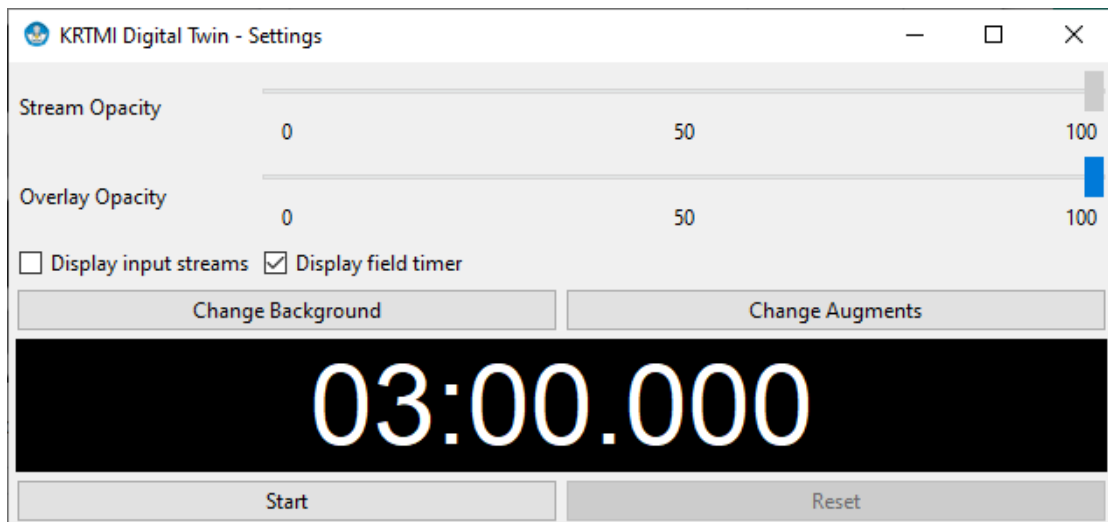 KRTMI Digital Twin - Settings
Stream Opacity
0 50 100
Overlay Opacity
0 50 100
Display input streams Display field timer
Change Background Change Augments
03:00.000
Start Reset